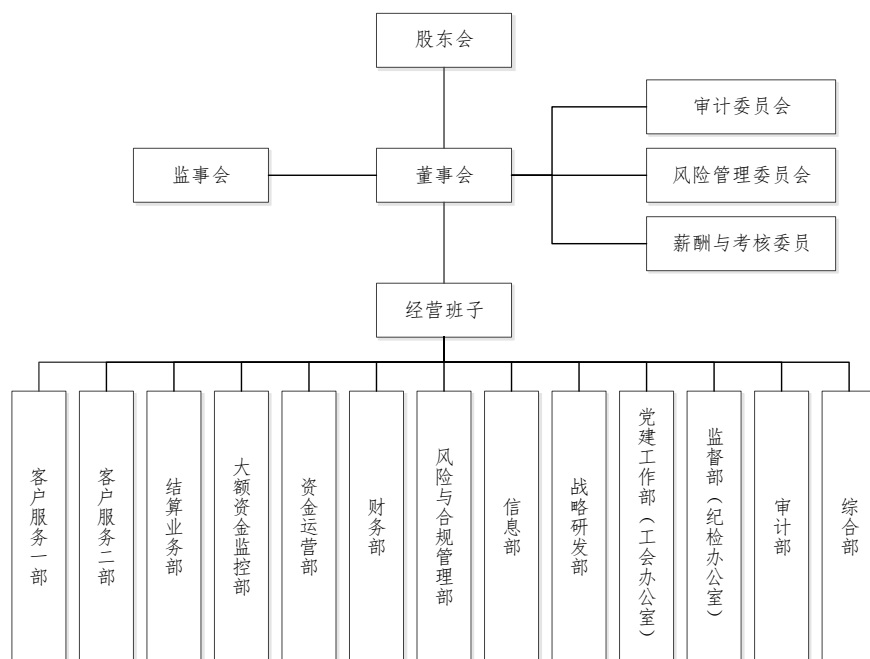 股东会
审计委员会
监事会
董事会
风险管理委员会
薪酬与考核委员
经营班子
客户服务一部
客户服务二部
结算业务部
大额资金监控部
资金运营部
财务部
风险与合规管理部
信息部
战略研发部
党建工作部（工会办公室）
监督部（纪检办公室）
审计部
综合部